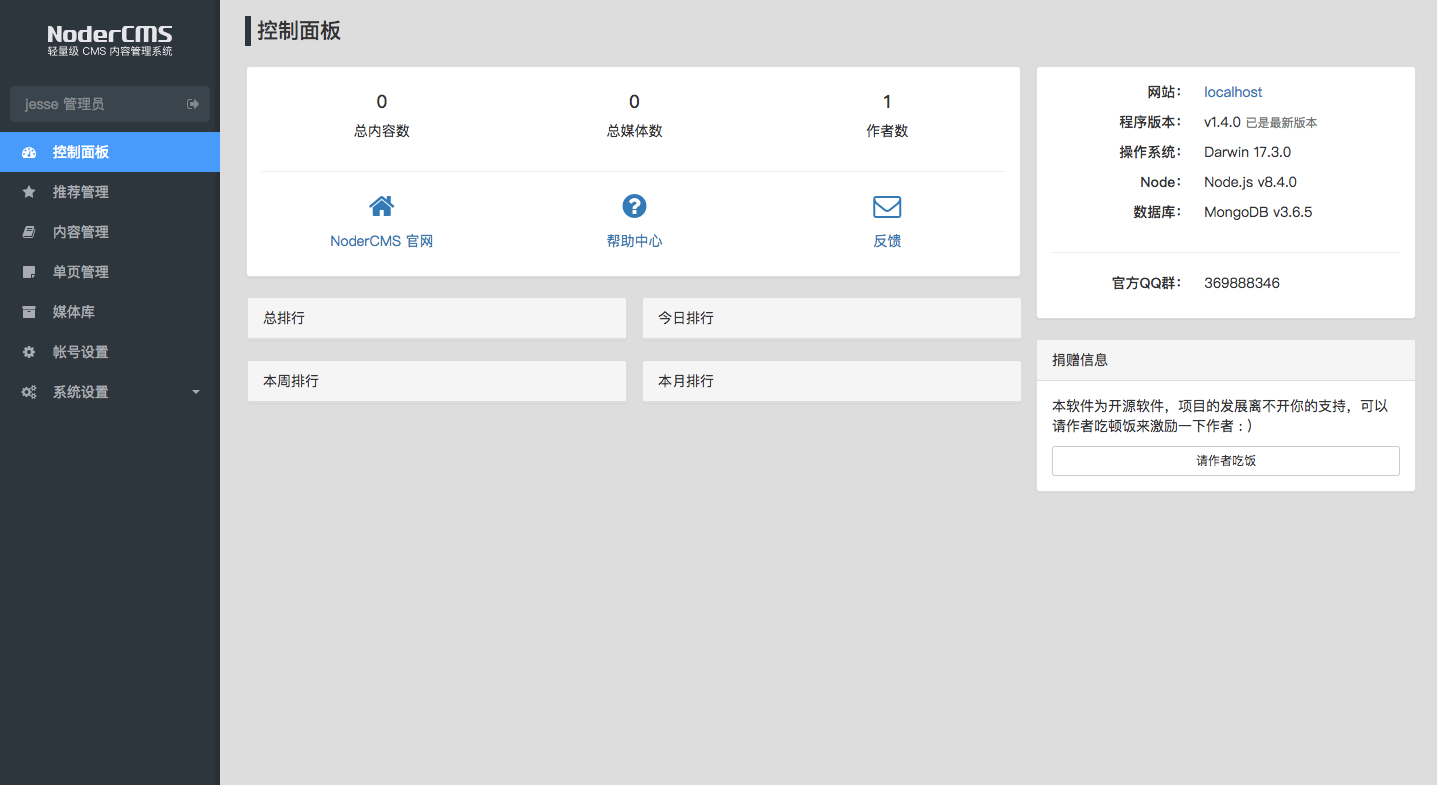 NoderCMS
轻量级 CMS 内容管理系统
jesse 管理员
控制面板
推荐管理
内容管理
单页管理
媒体库
帐号设置
系统设置
控制面板
0
总内容数
0
总媒体数
1
作者数
NoderCMS 官网
帮助中心
反馈
总排行
今日排行
本周排行
本月排行
网站： localhost
程序版本： v1.4.0 已是最新版本
操作系统： Darwin 17.3.0
Node： Node.js v8.4.0
数据库： MongoDB v3.6.5
官方QQ群： 369888346
捐赠信息
本软件为开源软件，项目的发展离不开你的支持，可以
请作者吃顿饭来激励一下作者 : )
请作者吃饭